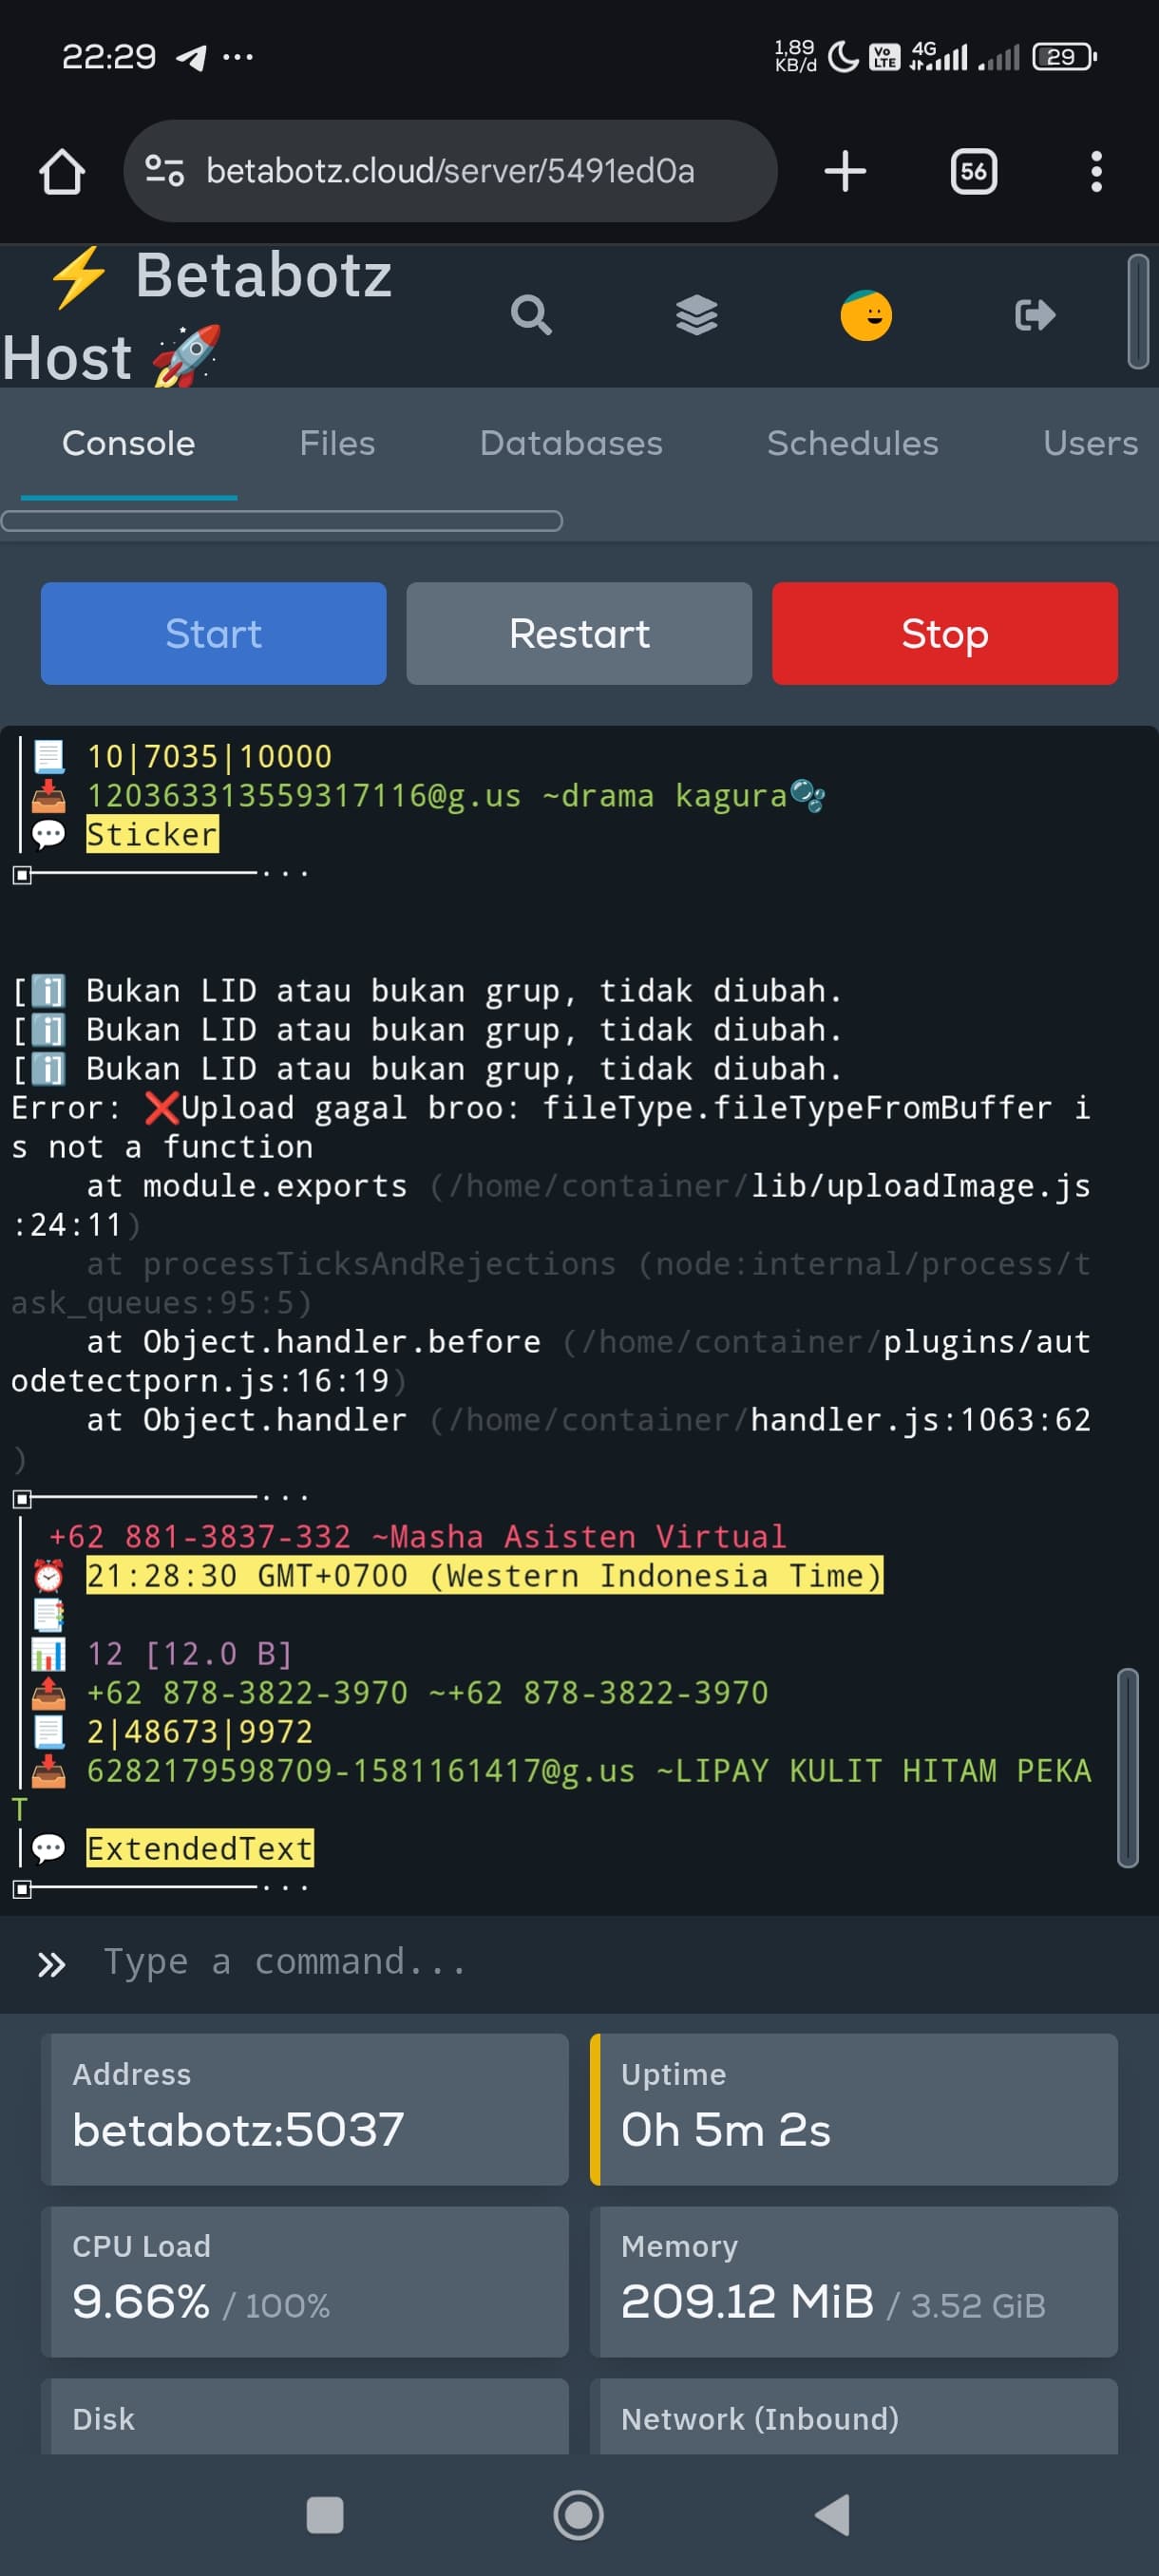 22:29 ...
1,89 KB/d Vo LTE 4G 29
betabotz.cloud/server/5491ed0a
56
⚡ Betabotz
Host 🚀
Console Files Databases Schedules Users
Start Restart Stop
10|7035|10000
120363313559317116@g.us ~drama kagura🫧
Sticker
...
[ℹ️] Bukan LID atau bukan grup, tidak diubah.
[ℹ️] Bukan LID atau bukan grup, tidak diubah.
[ℹ️] Bukan LID atau bukan grup, tidak diubah.
Error: ❌Upload gagal broo: fileType.fileTypeFromBuffer i
s not a function
at module.exports (/home/container/lib/uploadImage.js
:24:11)
at processTicksAndRejections (node:internal/process/t
ask_queues:95:5)
at Object.handler.before (/home/container/plugins/aut
odetectporn.js:16:19)
at Object.handler (/home/container/handler.js:1063:62
)
...
+62 881-3837-332 ~Masha Asisten Virtual
21:28:30 GMT+0700 (Western Indonesia Time)
12 [12.0 B]
+62 878-3822-3970 ~+62 878-3822-3970
2|48673|9972
6282179598709-1581161417@g.us ~LIPAY KULIT HITAM PEKA
T
ExtendedText
...
» Type a command...
Address Uptime
betabotz:5037 0h 5m 2s
CPU Load Memory
9.66% / 100% 209.12 MiB / 3.52 GiB
Disk Network (Inbound)